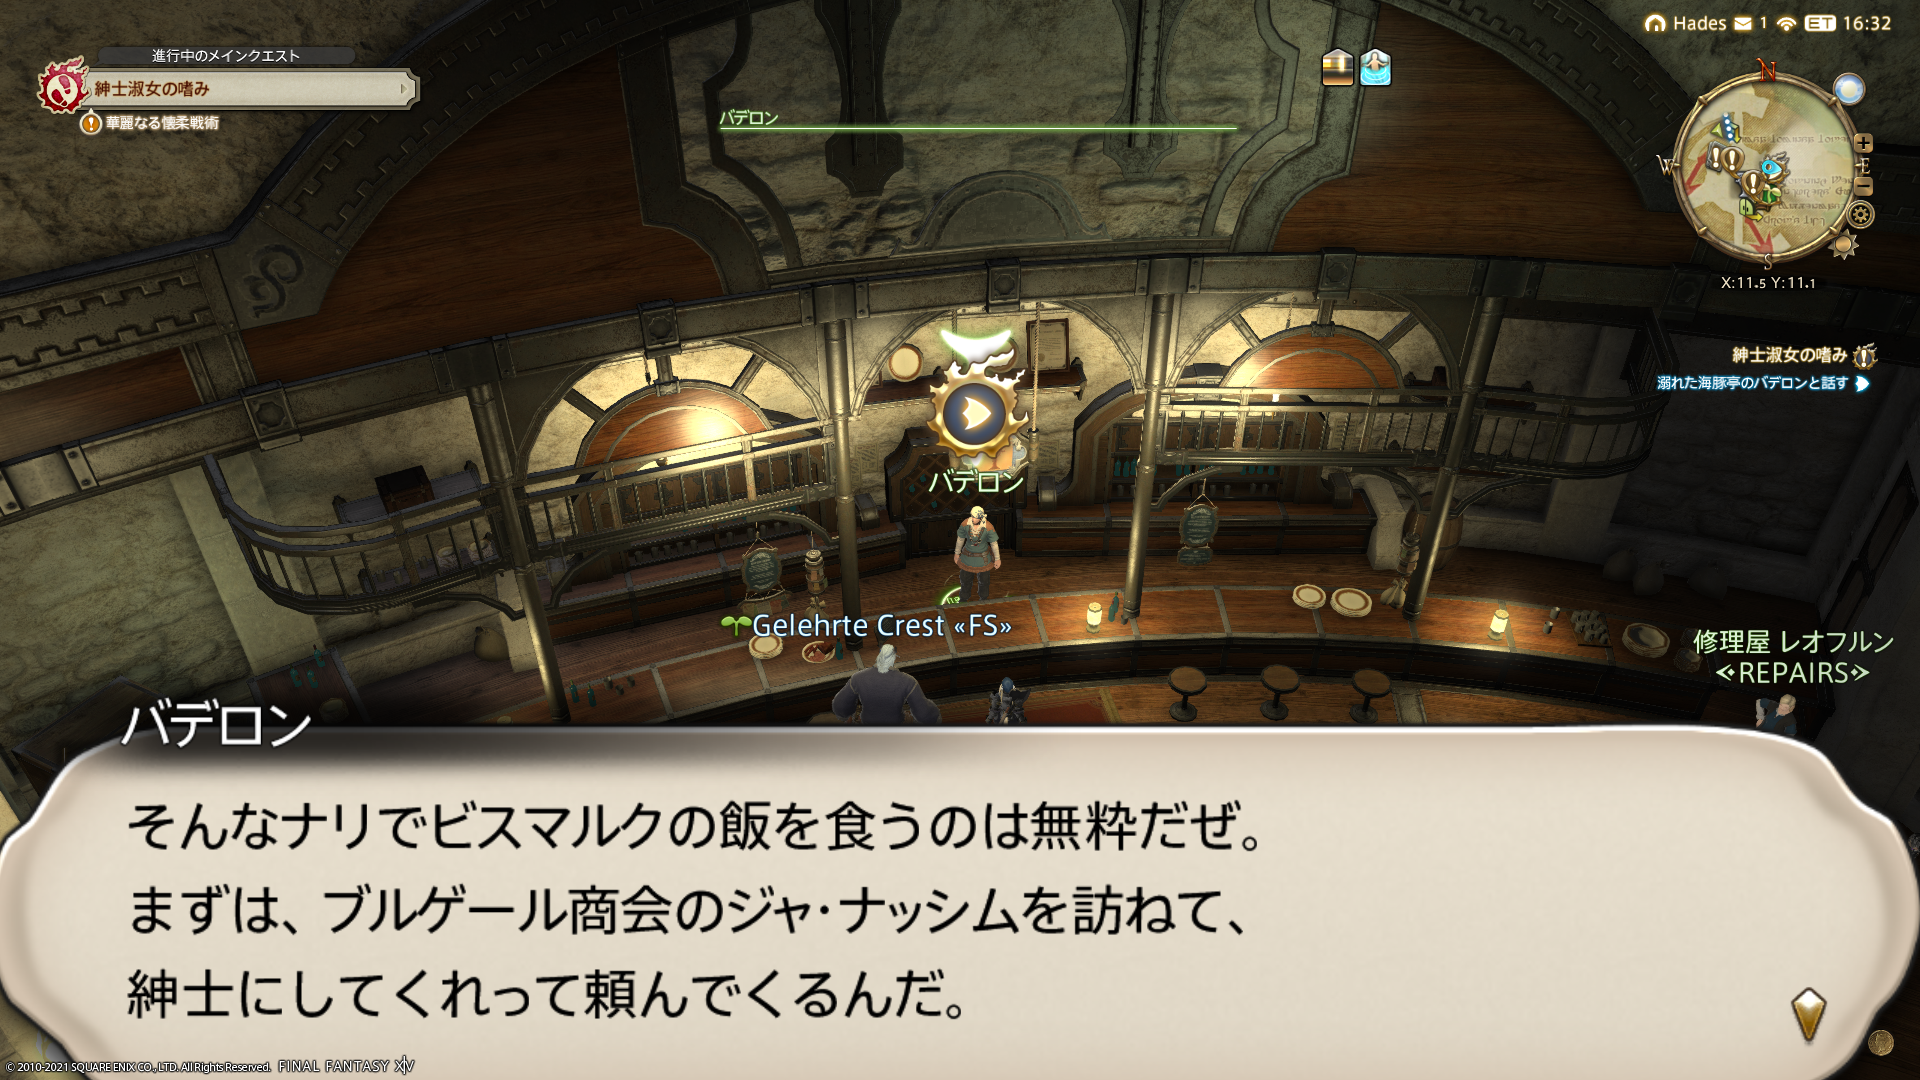 進行中のメインクエスト
紳士淑女の嗜み
華麗なる懐柔戦術
バデロン
Hades 1 ET 16:32
N
W
E
S
X:11.5 Y:11.1
紳士淑女の嗜み
溺れた海豚亭のバデロンと話す
バデロン
Gelehrte Crest «FS»
修理屋 レオフルン
<REPAIRS>
バデロン
そんなナリでビスマルクの飯を食うのは無粋だぜ。
まずは、ブルゲール商会のジャ・ナッシムを訪ねて、
紳士にしてくれって頼んでくるんだ。
© 2010-2021 SQUARE ENIX CO., LTD. All Rights Reserved. FINAL FANTASY XIV